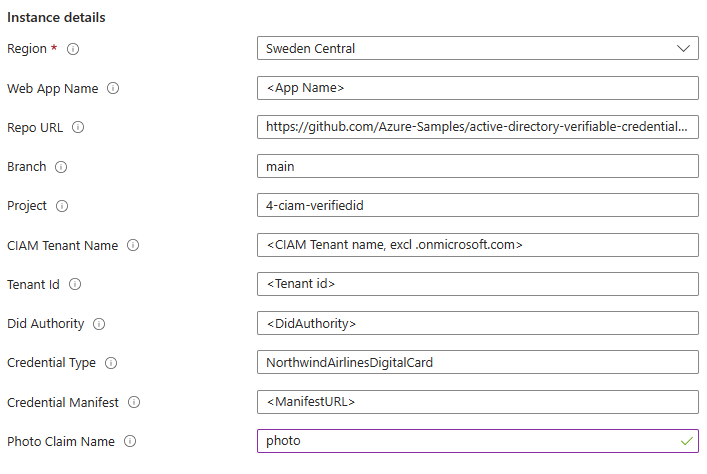 Instance details
Region * Sweden Central
Web App Name <App Name>
Repo URL https://github.com/Azure-Samples/active-directory-verifiable-credential...
Branch main
Project 4-ciam-verifiedid
CIAM Tenant Name <CIAM Tenant name, excl .onmicrosoft.com>
Tenant Id <Tenant id>
Did Authority <DidAuthority>
Credential Type NorthwindAirlinesDigitalCard
Credential Manifest <ManifestURL>
Photo Claim Name photo